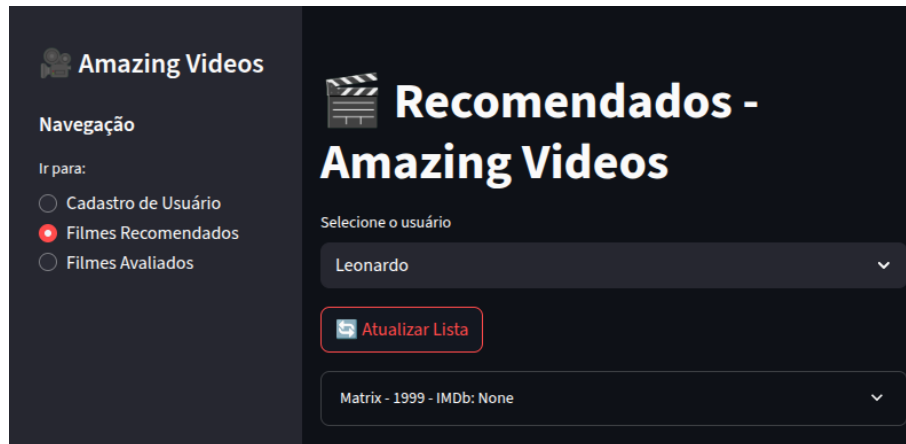 Amazing Videos
Navegação
Ir para:
Cadastro de Usuário
Filmes Recomendados
Filmes Avaliados
Recomendados -
Amazing Videos
Selecione o usuário
Leonardo
Atualizar Lista
Matrix - 1999 - IMDb: None